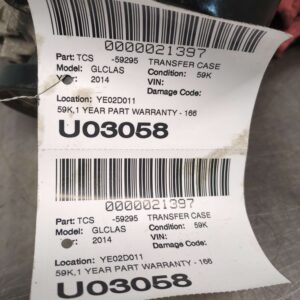 0000021397
Part: TCS -59295 TRANSFER CASE
Model: GLCLAS Condition: 59K
Year: 2014 VIN:
Damage Code:
Location: YE02D011
59K,1 YEAR PART WARRANTY - 166
U03058
0000021397
Part: TCS -59295 TRANSFER CASE
Model: GLCLAS Condition: 59K
2014 VIN:
Damage Code:
Location: YE02D011
59K,1 YEAR PART WARRANTY - 166
U03058